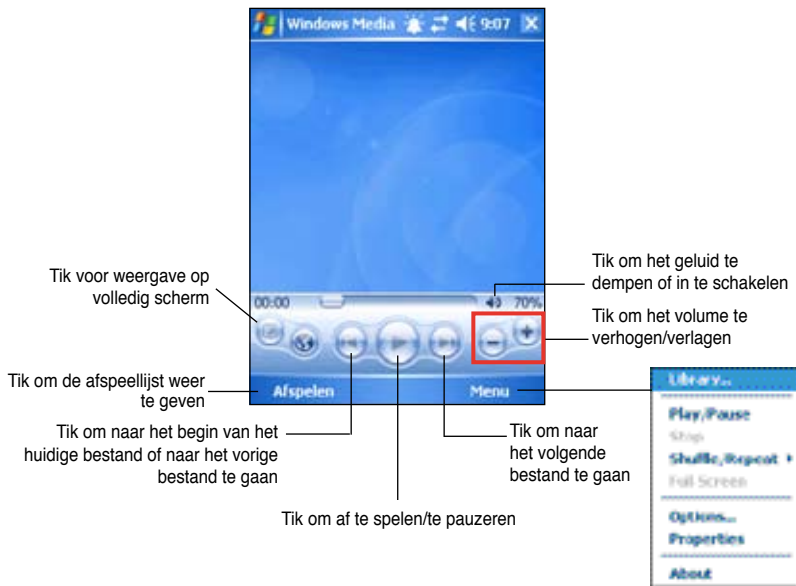 Windows Media 9:07
Tik om het geluid te
dempen of in te schakelen
Tik voor weergave op
volledig scherm
00:00 70%
Tik om het volume te
verhogen/verlagen
Tik om de afspeellijst weer
te geven
Afspelen Menu
Tik om naar het begin van het
huidige bestand of naar het vorige
bestand te gaan
Tik om naar
het volgende
bestand te gaan
Tik om af te spelen/te pauzeren
Library...
Play/Pause
Stop
Shuffle/Repeat
Full Screen
Options...
Properties
About